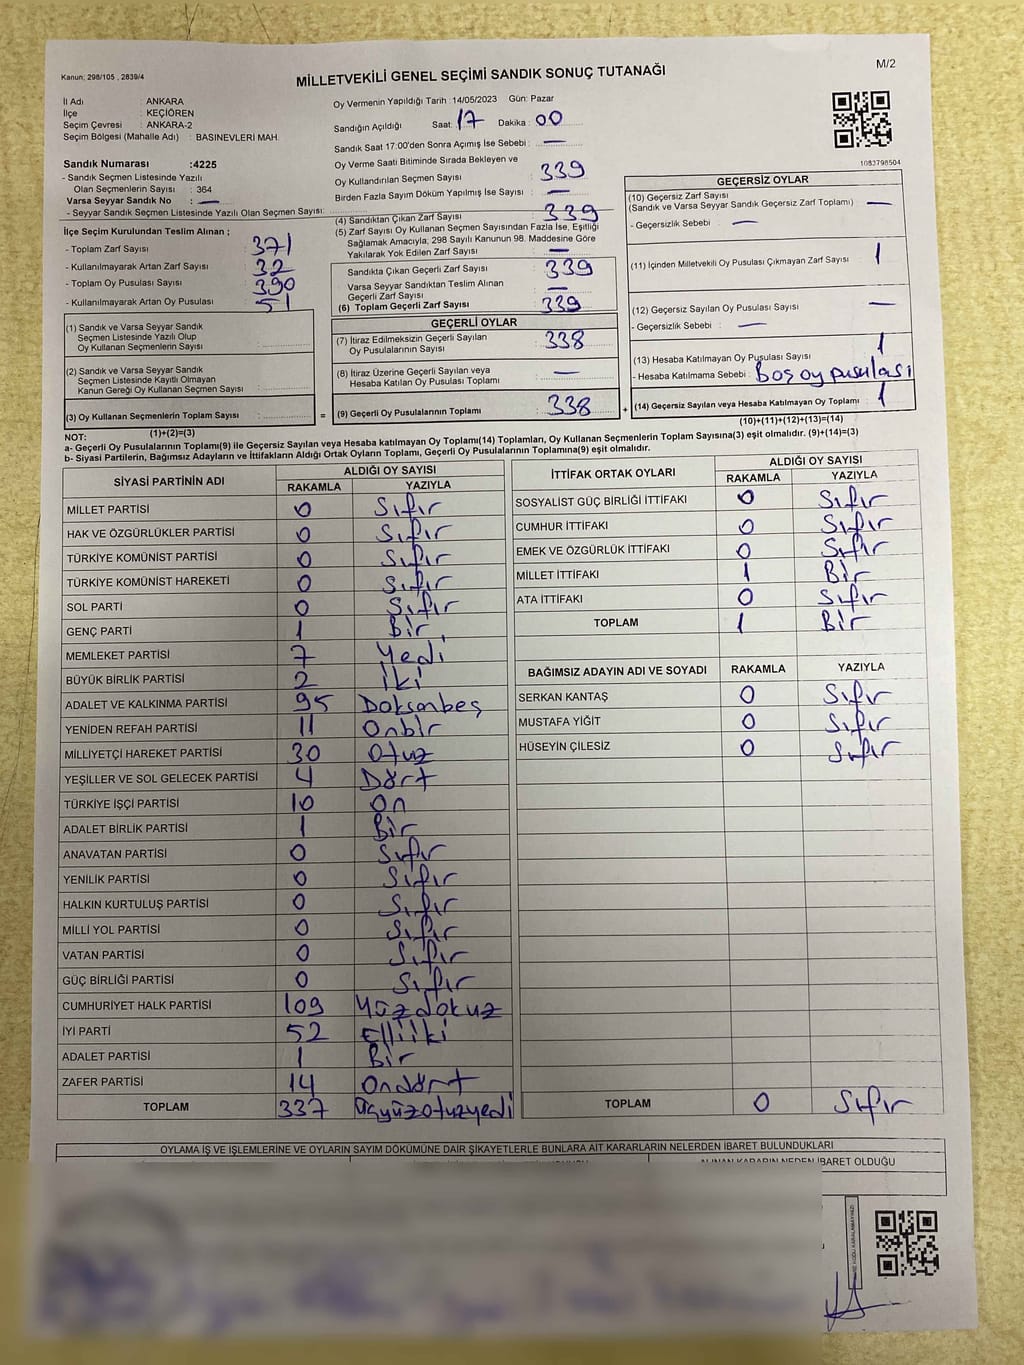 Kanun; 298/105 , 2839/4
M/2
MİLLETVEKİLİ GENEL SEÇİMİ SANDIK SONUÇ TUTANAĞI
İl Adı : ANKARA
İlçe : KEÇİÖREN
Seçim Çevresi : ANKARA-2
Seçim Bölgesi (Mahalle Adı) : BASINEVLERİ MAH.
Sandık Numarası :4225
- Sandık Seçmen Listesinde Yazılı
Olan Seçmenlerin Sayısı : 364
Varsa Seyyar Sandık No : —
- Seyyar Sandık Seçmen Listesinde Yazılı Olan Seçmen Sayısı:
İlçe Seçim Kurulundan Teslim Alınan ;
- Toplam Zarf Sayısı 371
- Kullanılmayarak Artan Zarf Sayısı 32
- Toplam Oy Pusulası Sayısı 390
- Kullanılmayarak Artan Oy Pusulası 51
(1) Sandık ve Varsa Seyyar Sandık
Seçmen Listesinde Yazılı Olup
Oy Kullanan Seçmenlerin Sayısı
(2) Sandık ve Varsa Seyyar Sandık
Seçmen Listesinde Kayıtlı Olmayan
Kanun Gereği Oy Kullanan Seçmen Sayısı
(3) Oy Kullanan Seçmenlerin Toplam Sayısı :
(1)+(2)=(3)
Oy Vermenin Yapıldığı Tarih : 14/05/2023 Gün: Pazar
Sandığın Açıldığı Saat: 17 Dakika : 00
Sandık Saat 17:00'den Sonra Açımış İse Sebebi : —
Oy Verme Saati Bitiminde Sırada Bekleyen ve
Oy Kullandırılan Seçmen Sayısı : 339
Birden Fazla Sayım Döküm Yapılmış İse Sayısı : —
(4) Sandıktan Çıkan Zarf Sayısı : 339
(5) Zarf Sayısı Oy Kullanan Seçmen Sayısından Fazla İse, Eşitliği
Sağlamak Amacıyla, 298 Sayılı Kanunun 98. Maddesine Göre
Yakılarak Yok Edilen Zarf Sayısı : —
Sandıkta Çıkan Geçerli Zarf Sayısı : 339
Varsa Seyyar Sandıktan Teslim Alınan
Geçerli Zarf Sayısı : —
(6) Toplam Geçerli Zarf Sayısı : 339
GEÇERLİ OYLAR
(7) İtiraz Edilmeksizin Geçerli Sayılan
Oy Pusulalarının Sayısı : 338
(8) İtiraz Üzerine Geçerli Sayılan veya
Hesaba Katılan Oy Pusulası Toplamı : —
= (9) Geçerli Oy Pusulalarının Toplamı : 338 +
1083798504
GEÇERSİZ OYLAR
(10) Geçersiz Zarf Sayısı
(Sandık ve Varsa Seyyar Sandık Geçersiz Zarf Toplamı) : —
- Geçersizlik Sebebi : —
(11) İçinden Milletvekili Oy Pusulası Çıkmayan Zarf Sayısı : 1
(12) Geçersiz Sayılan Oy Pusulası Sayısı : —
- Geçersizlik Sebebi : —
(13) Hesaba Katılmayan Oy Pusulası Sayısı : 1
- Hesaba Katılmama Sebebi : Boş oy pusulası
(14) Geçersiz Sayılan veya Hesaba Katılmayan Oy Toplamı : 1
(10)+(11)+(12)+(13)=(14)
NOT:
a- Geçerli Oy Pusulalarının Toplamı(9) ile Geçersiz Sayılan veya Hesaba katılmayan Oy Toplamı(14) Toplamları, Oy Kullanan Seçmenlerin Toplam Sayısına(3) eşit olmalıdır. (9)+(14)=(3)
b- Siyasi Partilerin, Bağımsız Adayların ve İttifakların Aldığı Ortak Oyların Toplamı, Geçerli Oy Pusulalarının Toplamına(9) eşit olmalıdır.
SİYASİ PARTİNİN ADI ALDIĞI OY SAYISI
RAKAMLA YAZIYLA
MİLLET PARTİSİ 0 Sıfır
HAK VE ÖZGÜRLÜKLER PARTİSİ 0 Sıfır
TÜRKİYE KOMÜNİST PARTİSİ 0 Sıfır
TÜRKİYE KOMÜNİST HAREKETİ 0 Sıfır
SOL PARTİ 0 Sıfır
GENÇ PARTİ 1 Bir
MEMLEKET PARTİSİ 7 Yedi
BÜYÜK BİRLİK PARTİSİ 2 İki
ADALET VE KALKINMA PARTİSİ 95 Doksanbeş
YENİDEN REFAH PARTİSİ 11 Onbir
MİLLİYETÇİ HAREKET PARTİSİ 30 Otuz
YEŞİLLER VE SOL GELECEK PARTİSİ 4 Dört
TÜRKİYE İŞÇİ PARTİSİ 10 On
ADALET BİRLİK PARTİSİ 1 Bir
ANAVATAN PARTİSİ 0 Sıfır
YENİLİK PARTİSİ 0 Sıfır
HALKIN KURTULUŞ PARTİSİ 0 Sıfır
MİLLİ YOL PARTİSİ 0 Sıfır
VATAN PARTİSİ 0 Sıfır
GÜÇ BİRLİĞİ PARTİSİ 0 Sıfır
CUMHURİYET HALK PARTİSİ 109 Yüzdokuz
İYİ PARTİ 52 Elliiki
ADALET PARTİSİ 1 Bir
ZAFER PARTİSİ 14 Ondört
TOPLAM 337 Üçyüzotuzyedi
İTTİFAK ORTAK OYLARI ALDIĞI OY SAYISI
RAKAMLA YAZIYLA
SOSYALİST GÜÇ BİRLİĞİ İTTİFAKI 0 Sıfır
CUMHUR İTTİFAKI 0 Sıfır
EMEK VE ÖZGÜRLÜK İTTİFAKI 0 Sıfır
MİLLET İTTİFAKI 1 Bir
ATA İTTİFAKI 0 Sıfır
TOPLAM 1 Bir
BAĞIMSIZ ADAYIN ADI VE SOYADI RAKAMLA YAZIYLA
SERKAN KANTAŞ 0 Sıfır
MUSTAFA YİĞİT 0 Sıfır
HÜSEYİN ÇİLESİZ 0 Sıfır
TOPLAM 0 Sıfır
OYLAMA İŞ VE İŞLEMLERİNE VE OYLARIN SAYIM DÖKÜMÜNE DAİR ŞİKAYETLERLE BUNLARA AİT KARARLARIN NELERDEN İBARET BULUNDUKLARI
ALINAN KARARIN NEDEN İBARET OLDUĞU